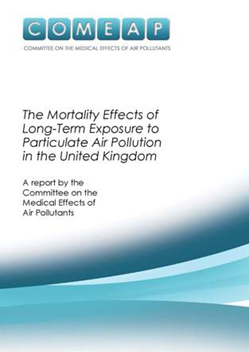 COMEAP
COMMITTEE ON THE MEDICAL EFFECTS OF AIR POLLUTANTS
The Mortality Effects of
Long-Term Exposure to
Particulate Air Pollution
in the United Kingdom
A report by the
Committee on the
Medical Effects of
Air Pollutants